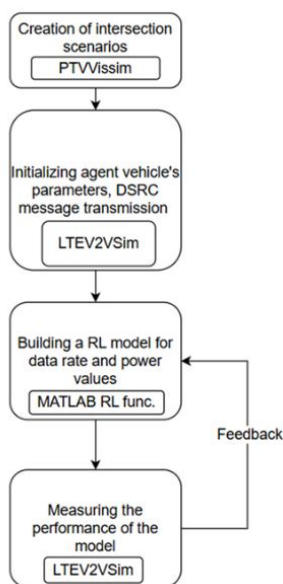 Creation of intersection
scenarios
PTVVissim
Initializing agent vehicle's
parameters, DSRC
message transmission
LTEV2VSim
Building a RL model for
data rate and power
values
MATLAB RL func.
Feedback
Measuring the
performance of the
model
LTEV2VSim